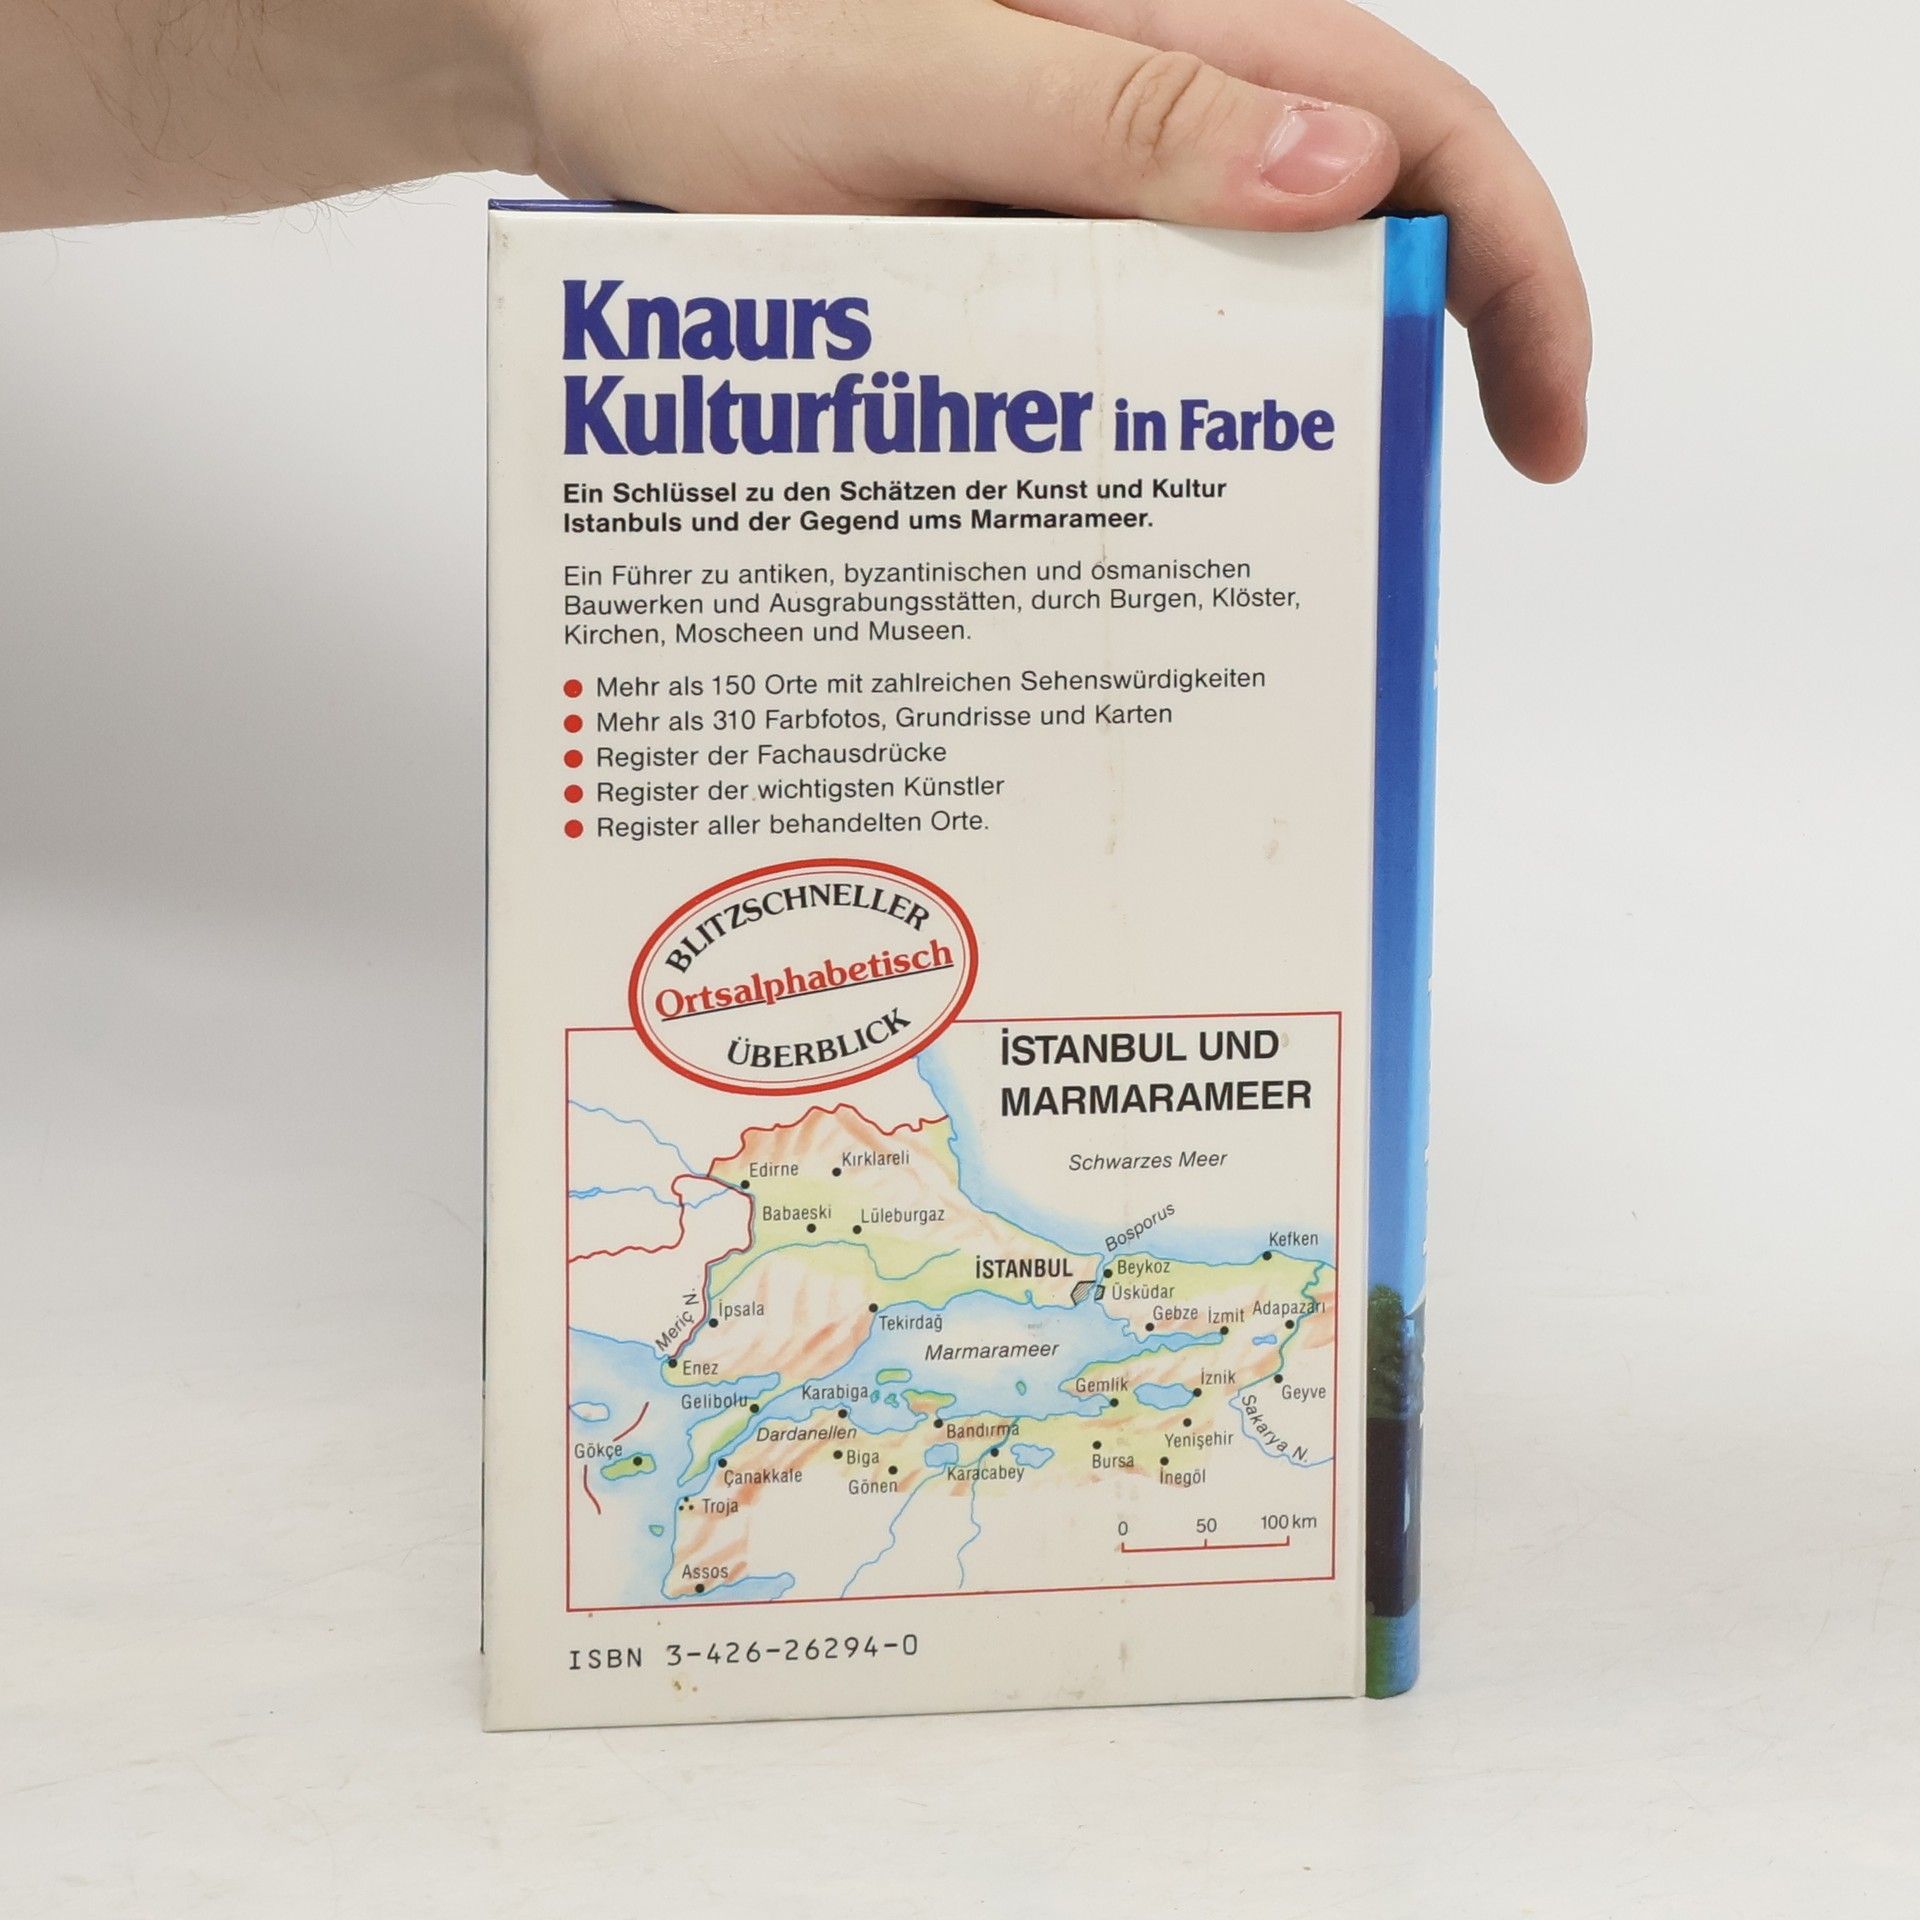 Knaurs
Kulturführer in Farbe
Ein Schlüssel zu den Schätzen der Kunst und Kultur
Istanbuls und der Gegend ums Marmarameer.
Ein Führer zu antiken, byzantinischen und osmanischen
Bauwerken und Ausgrabungsstätten, durch Burgen, Klöster,
Kirchen, Moscheen und Museen.
Mehr als 150 Orte mit zahlreichen Sehenswürdigkeiten
Mehr als 310 Farbfotos, Grundrisse und Karten
Register der Fachausdrücke
Register der wichtigsten Künstler
Register aller behandelten Orte.
BLITZSCHNELLER
Ortsalphabetisch
ÜBERBLICK
İSTANBUL UND
MARMARAMEER
Schwarzes Meer
Edirne
Kırklareli
Babaeski
Lüleburgaz
Bosporus
Kefken
İSTANBUL
Beykoz
Üsküdar
Meriç N.
İpsala
Tekirdağ
Gebze
İzmit
Adapazarı
Marmarameer
Enez
Gelibolu
Karabiga
Gemlik
İznik
Geyve
Sakarya N.
Dardanellen
Bandırma
Yenişehir
Gökçe
Çanakkale
Biga
Gönen
Karacabey
Bursa
İnegöl
Troja
0 50 100 km
Assos
ISBN 3-426-26294-0